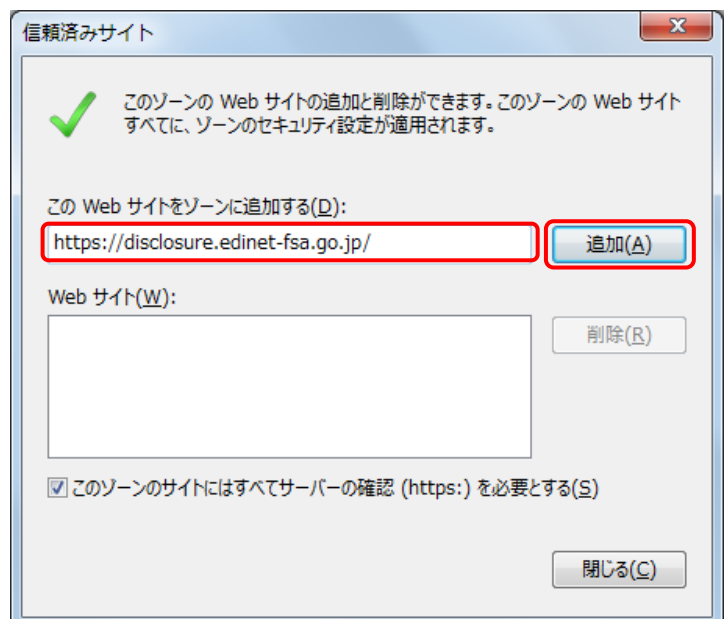 信頼済みサイト
このゾーンの Web サイトの追加と削除ができます。このゾーンの Web サイト
すべてに、ゾーンのセキュリティ設定が適用されます。
この Web サイトをゾーンに追加する(D):
https://disclosure.edinet-fsa.go.jp/
追加(A)
Web サイト(W):
削除(R)
このゾーンのサイトにはすべてサーバーの確認 (https:) を必要とする(S)
閉じる(C)